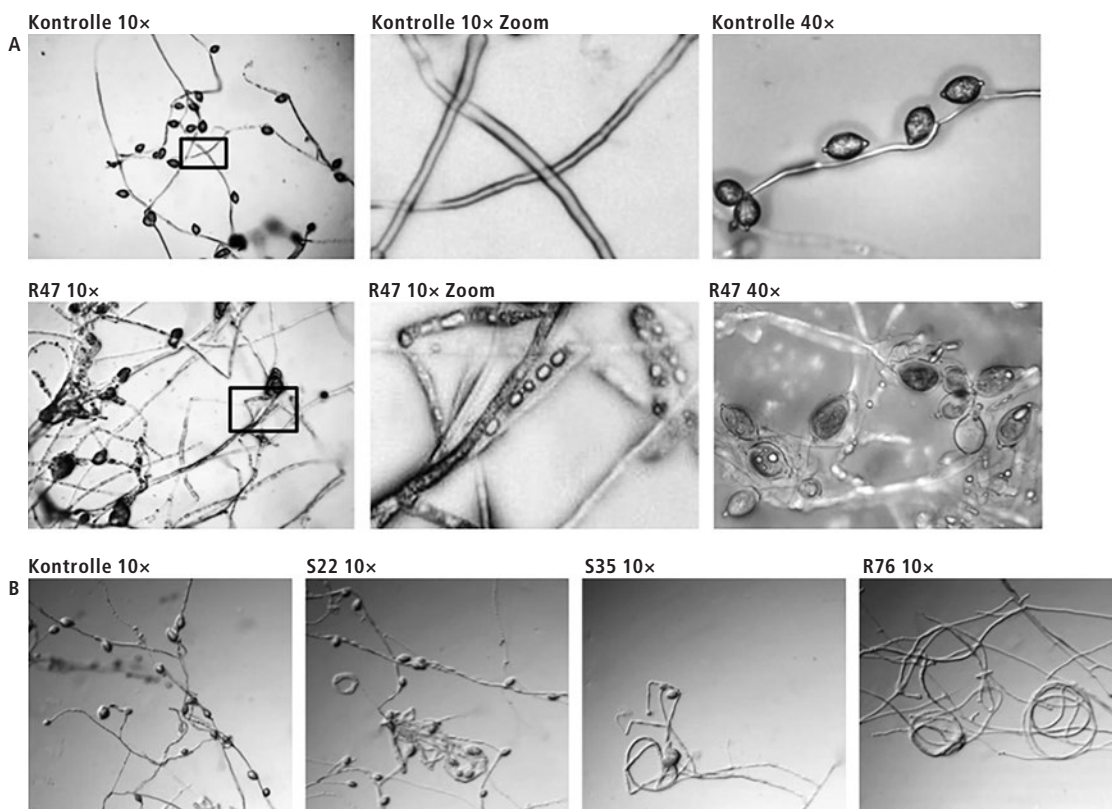 Kontrolle 10× Kontrolle 10× Zoom Kontrolle 40×
A
R47 10× R47 10× Zoom R47 40×
Kontrolle 10× S22 10× S35 10× R76 10×
B